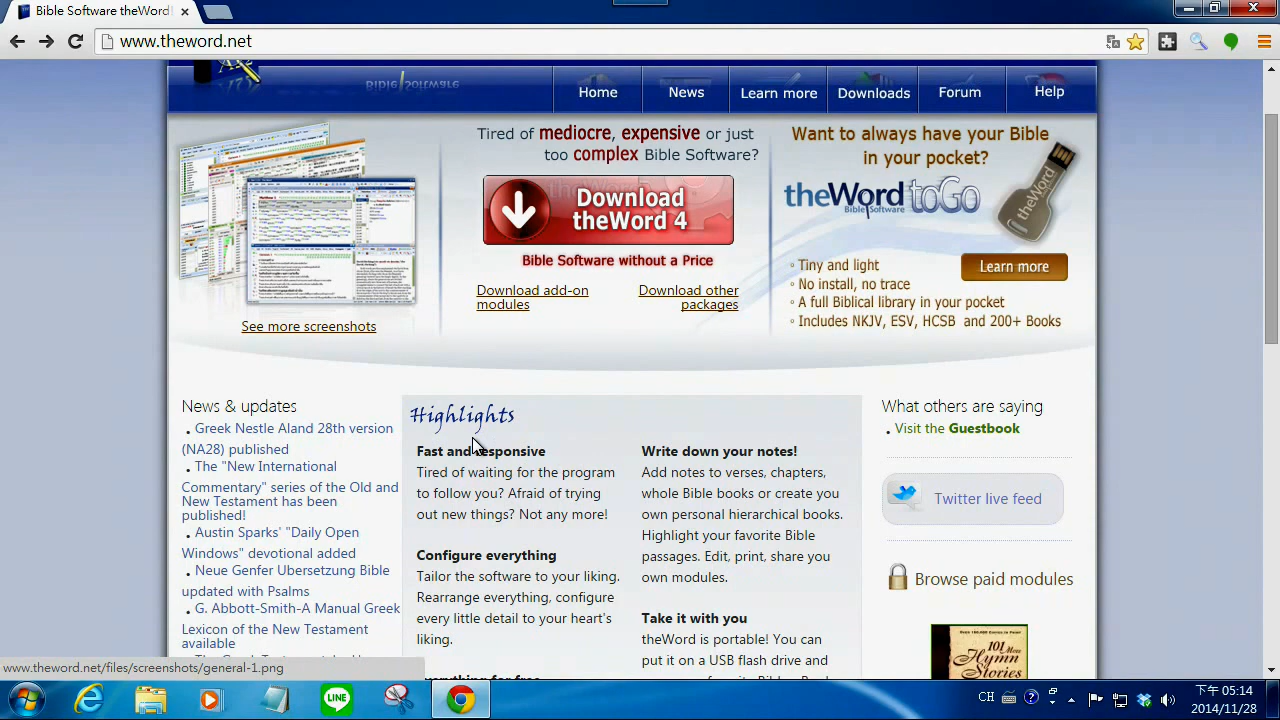 Bible Software theWord
www.theword.net
Bible Software
Home
News
Learn more
Downloads
Forum
Help
See more screenshots
Tired of mediocre, expensive or just
too complex Bible Software?
Download
theWord 4
Bible Software without a Price
Download add-on
modules
Download other
packages
Want to always have your Bible
in your pocket?
theWord toGo
Bible Software
theWord
Tiny and light
No install, no trace
A full Biblical library in your pocket
Includes NKJV, ESV, HCSB and 200+ Books
Learn more
News & updates
Greek Nestle Aland 28th version
(NA28) published
The "New International
Commentary" series of the Old and
New Testament has been
published!
Austin Sparks' "Daily Open
Windows" devotional added
Neue Genfer Ubersetzung Bible
updated with Psalms
G. Abbott-Smith-A Manual Greek
Lexicon of the New Testament
available
Highlights
Fast and responsive
Tired of waiting for the program
to follow you? Afraid of trying
out new things? Not any more!
Configure everything
Tailor the software to your liking.
Rearrange everything, configure
every little detail to your heart's
liking.
Write down your notes!
Add notes to verses, chapters,
whole Bible books or create you
own personal hierarchical books.
Highlight your favorite Bible
passages. Edit, print, share you
own modules.
Take it with you
theWord is portable! You can
put it on a USB flash drive and
What others are saying
Visit the Guestbook
Twitter live feed
Browse paid modules
101 More
Hymn
Stories
www.theword.net/files/screenshots/general-1.png
LINE
CH
下午 05:14
2014/11/28